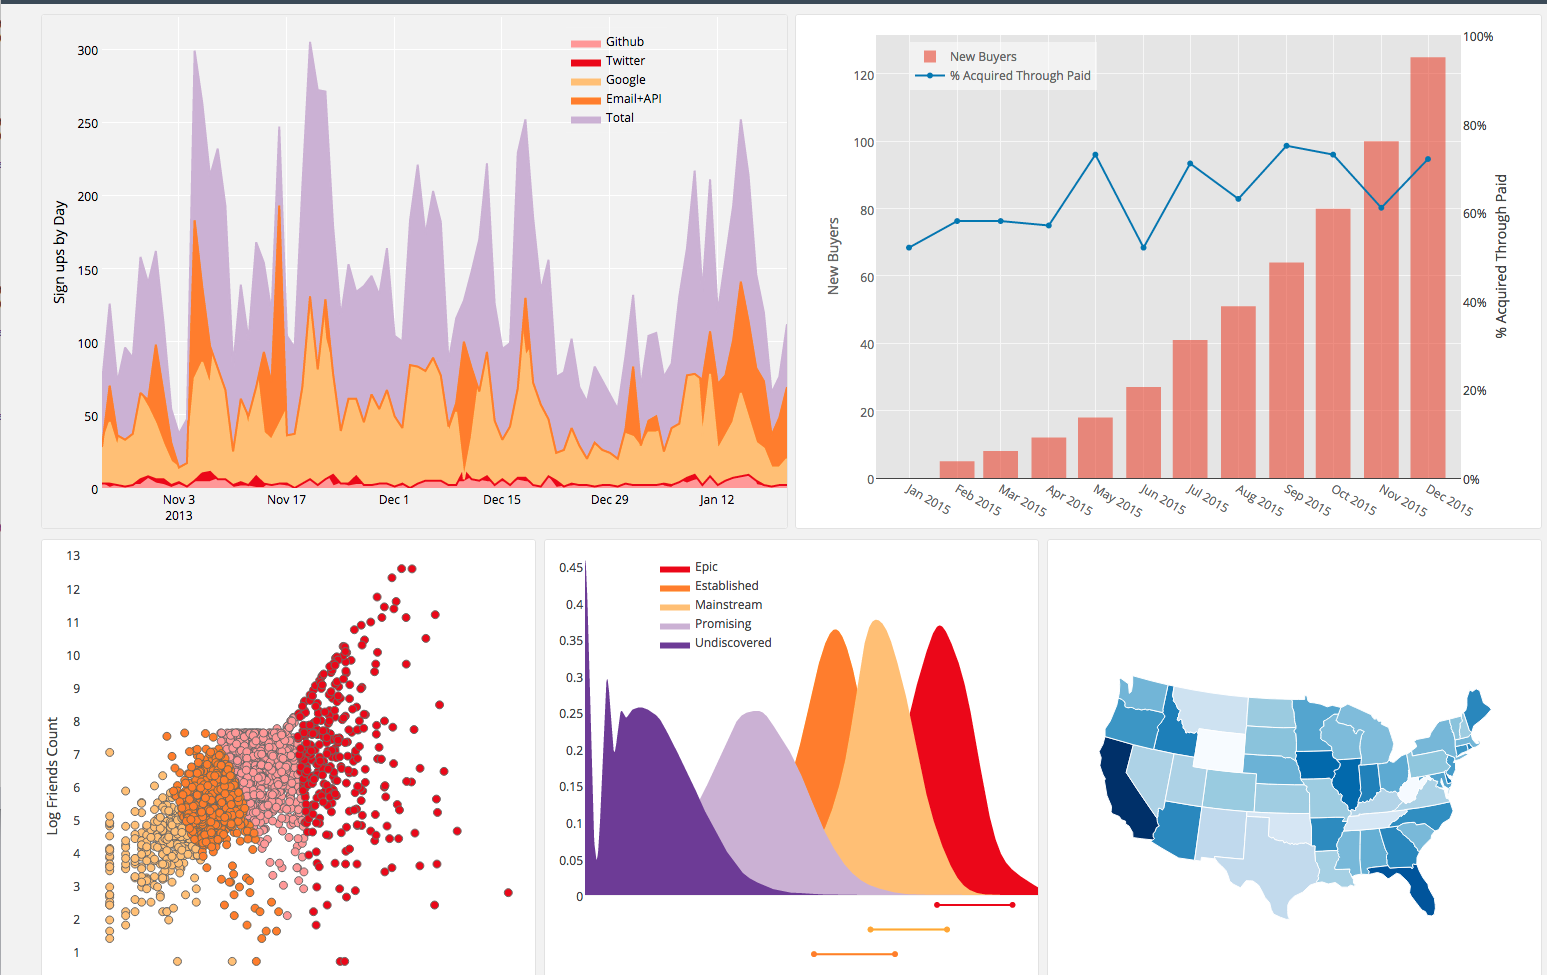 300
250
200
150
100
50
0
Sign ups by Day
Github
Twitter
Google
Email+API
Total
Nov 3
2013
Nov 17
Dec 1
Dec 15
Dec 29
Jan 12
New Buyers
% Acquired Through Paid
120
100
80
60
40
20
0
New Buyers
100%
80%
60%
40%
20%
0%
% Acquired Through Paid
Jan 2015
Feb 2015
Mar 2015
Apr 2015
May 2015
Jun 2015
Jul 2015
Aug 2015
Sep 2015
Oct 2015
Nov 2015
Dec 2015
13
12
11
10
9
8
7
6
5
4
3
2
1
Log Friends Count
0.45
0.4
0.35
0.3
0.25
0.2
0.15
0.1
0.05
0
Epic
Established
Mainstream
Promising
Undiscovered